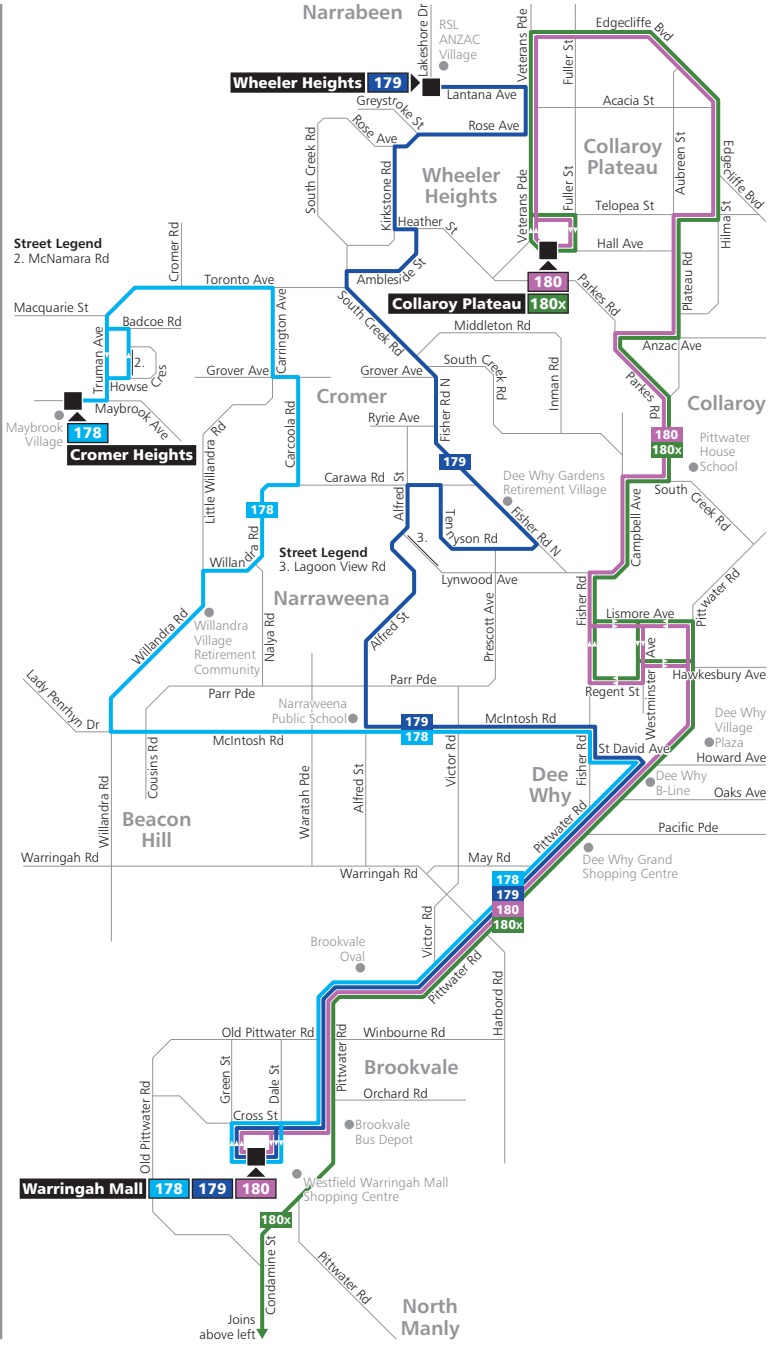 Narrabeen
Lakeshore Dr
RSL
ANZAC
Village
Veterans Pde
Fuller St
Edgecliffe Bvd
Wheeler Heights 179
Lantana Ave
Greystroke St
Rose Ave
Rose Ave
Acacia St
Collaroy
Plateau
Aubreen St
Edgecliffe Bvd
South Creek Rd
Kirkstone Rd
Wheeler
Heights
Veterans Pde
Fuller St
Telopea St
Hilma St
Heather St
Hall Ave
Street Legend
2. McNamara Rd
Cromer Rd
Ambleside St
Toronto Ave
180
Collaroy Plateau 180x
Parkes Rd
Plateau Rd
Macquarie St
Badcoe Rd
Carrington Ave
South Creek Rd
Middleton Rd
Anzac Ave
Truman Ave
2.
Howse Cres
Grover Ave
Grover Ave
South Creek Rd
Inman Rd
Parkes Rd
Cromer
Collaroy
Maybrook Ave
Maybrook
Village
178
Cromer Heights
Carcoola Rd
Fisher Rd N
Ryrie Ave
Little Willandra Rd
179
180
180x
Pittwater
House
School
Carawa Rd
Dee Why Gardens
Retirement Village
South Creek Rd
178
Alfred St
Tennyson Rd
Fisher Rd N
Campbell Ave
Willandra Rd
Street Legend
3. Lagoon View Rd
3.
Lynwood Ave
Pittwater Rd
Narraweena
Fisher Rd
Lismore Ave
Willandra Rd
Willandra
Village
Retirement
Community
Nalya Rd
Alfred St
Prescott Ave
Westminster Ave
Hawkesbury Ave
Regent St
Lady Penrhyn Dr
Parr Pde
Parr Pde
Narraweena
Public School
179
178
McIntosh Rd
McIntosh Rd
Dee Why
Village
Plaza
St David Ave
Howard Ave
Willandra Rd
Cousins Rd
Waratah Pde
Alfred St
Victor Rd
Fisher Rd
Dee
Why
Dee Why
B-Line
Oaks Ave
Beacon
Hill
Pittwater Rd
Pacific Pde
Warringah Rd
Warringah Rd
May Rd
Dee Why Grand
Shopping Centre
178
179
180
180x
Victor Rd
Brookvale
Oval
Pittwater Rd
Harbord Rd
Old Pittwater Rd
Pittwater Rd
Winbourne Rd
Brookvale
Green St
Dale St
Orchard Rd
Old Pittwater Rd
Cross St
Brookvale
Bus Depot
Warringah Mall 178 179 180
Westfield Warringah Mall
Shopping Centre
180x
Condamine St
Pittwater Rd
Joins
above left
North
Manly